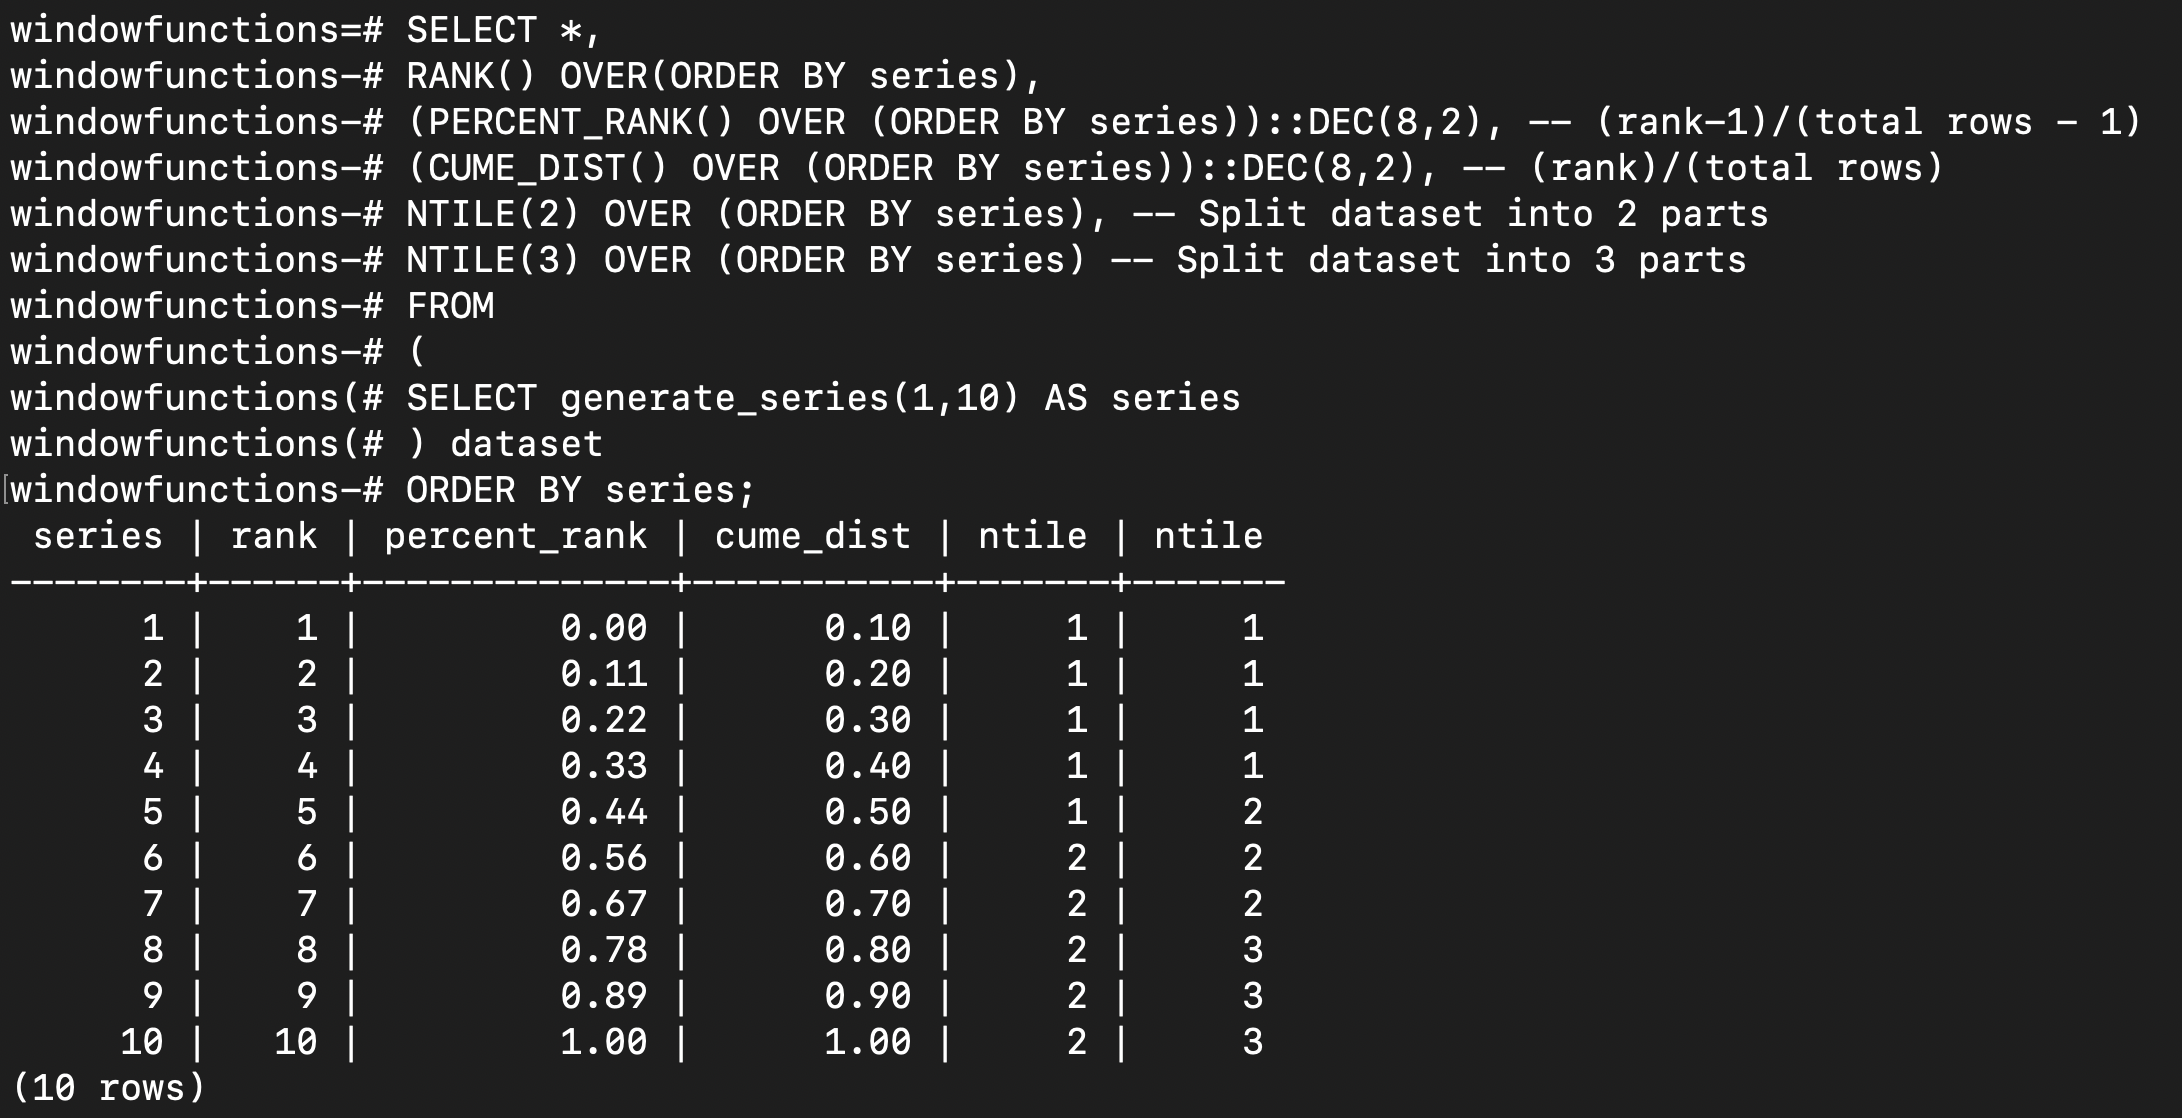 windowfunctions=# SELECT *,
windowfunctions-# RANK() OVER(ORDER BY series),
windowfunctions-# (PERCENT_RANK() OVER (ORDER BY series))::DEC(8,2), -- (rank-1)/(total rows - 1)
windowfunctions-# (CUME_DIST() OVER (ORDER BY series))::DEC(8,2), -- (rank)/(total rows)
windowfunctions-# NTILE(2) OVER (ORDER BY series), -- Split dataset into 2 parts
windowfunctions-# NTILE(3) OVER (ORDER BY series) -- Split dataset into 3 parts
windowfunctions-# FROM
windowfunctions-# (
windowfunctions(# SELECT generate_series(1,10) AS series
windowfunctions(# ) dataset
[windowfunctions-# ORDER BY series;
 series | rank | percent_rank | cume_dist | ntile | ntile
--------+------+--------------+-----------+-------+-------
      1 |    1 |         0.00 |      0.10 |     1 |     1
      2 |    2 |         0.11 |      0.20 |     1 |     1
      3 |    3 |         0.22 |      0.30 |     1 |     1
      4 |    4 |         0.33 |      0.40 |     1 |     1
      5 |    5 |         0.44 |      0.50 |     1 |     2
      6 |    6 |         0.56 |      0.60 |     2 |     2
      7 |    7 |         0.67 |      0.70 |     2 |     2
      8 |    8 |         0.78 |      0.80 |     2 |     3
      9 |    9 |         0.89 |      0.90 |     2 |     3
     10 |   10 |         1.00 |      1.00 |     2 |     3
(10 rows)